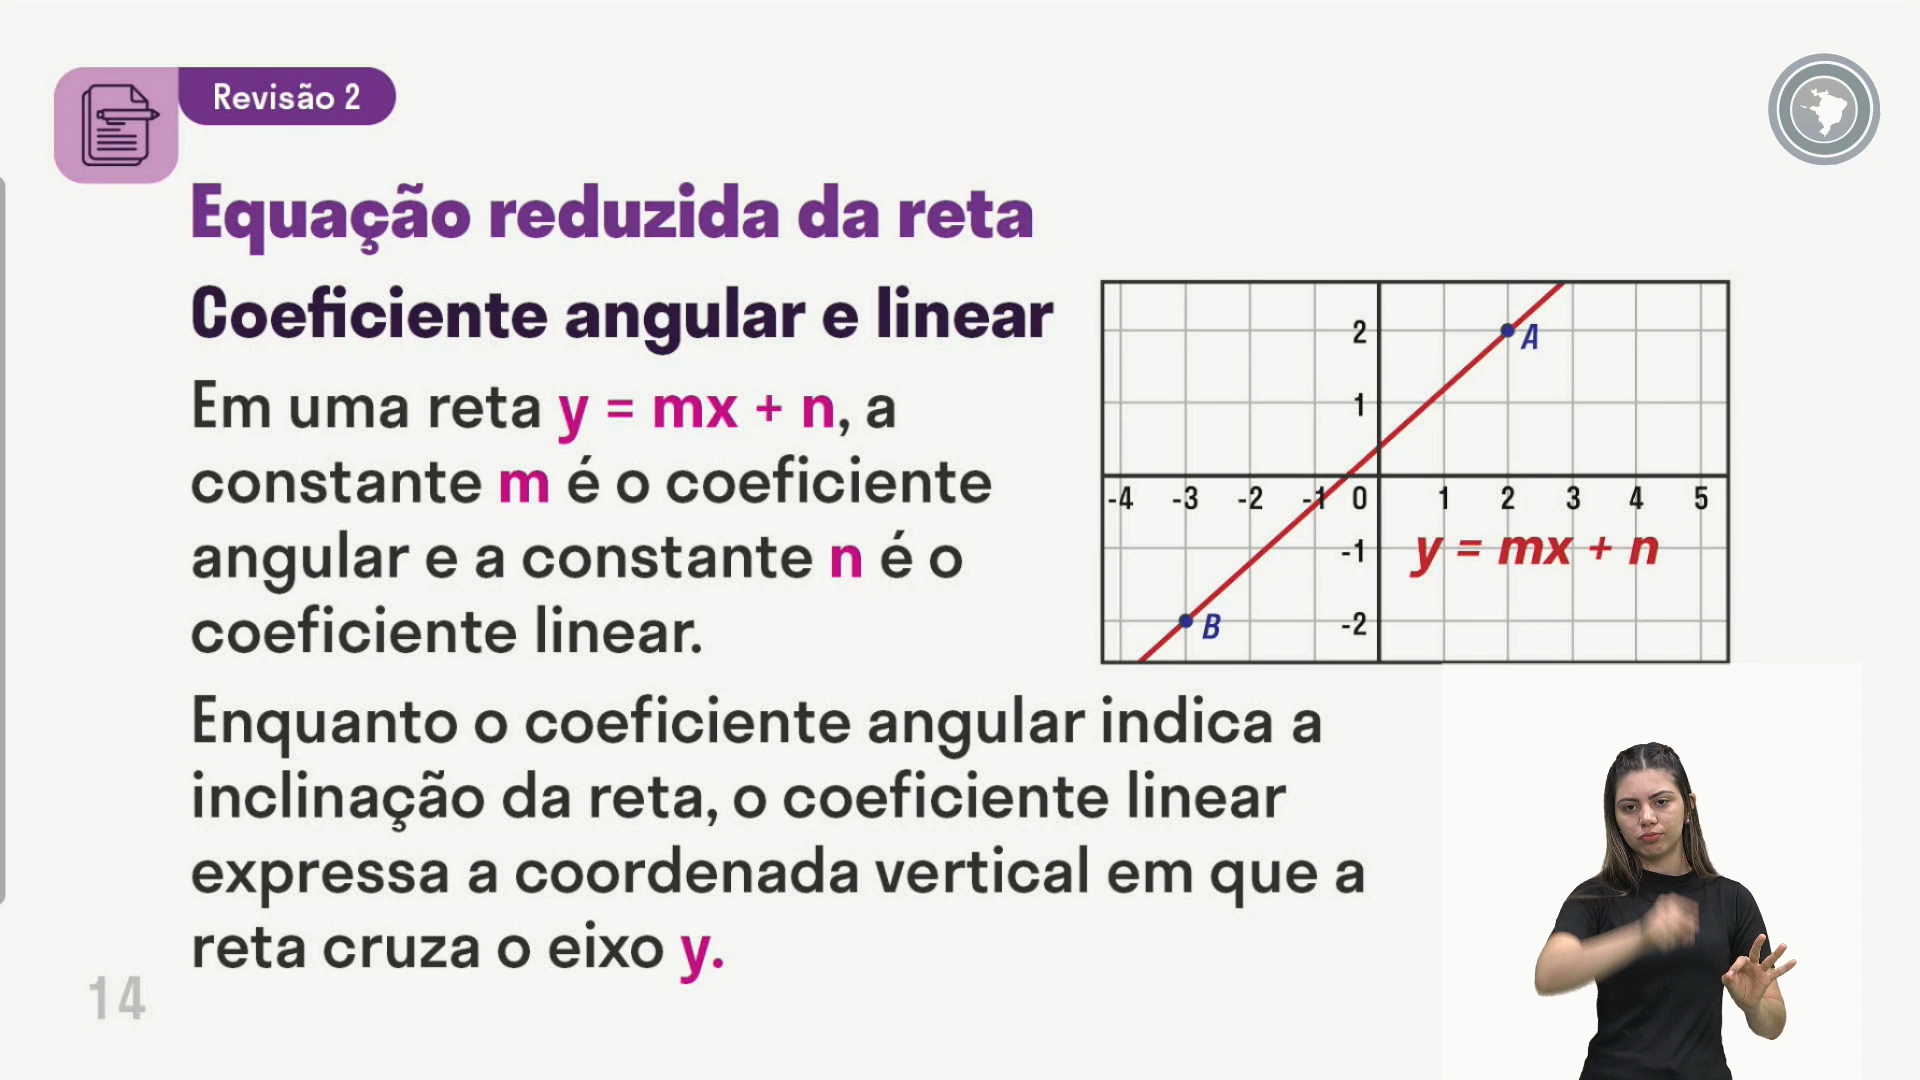 Revisão 2
Equação reduzida da reta
Coeficiente angular e linear
Em uma reta y = mx + n, a
constante m é o coeficiente
angular e a constante n é o
coeficiente linear.
2
A
1
-4 -3 -2 -1 0 1 2 3 4 5
-1
y = mx + n
-2
B
Enquanto o coeficiente angular indica a
inclinação da reta, o coeficiente linear
expressa a coordenada vertical em que a
reta cruza o eixo y.
14